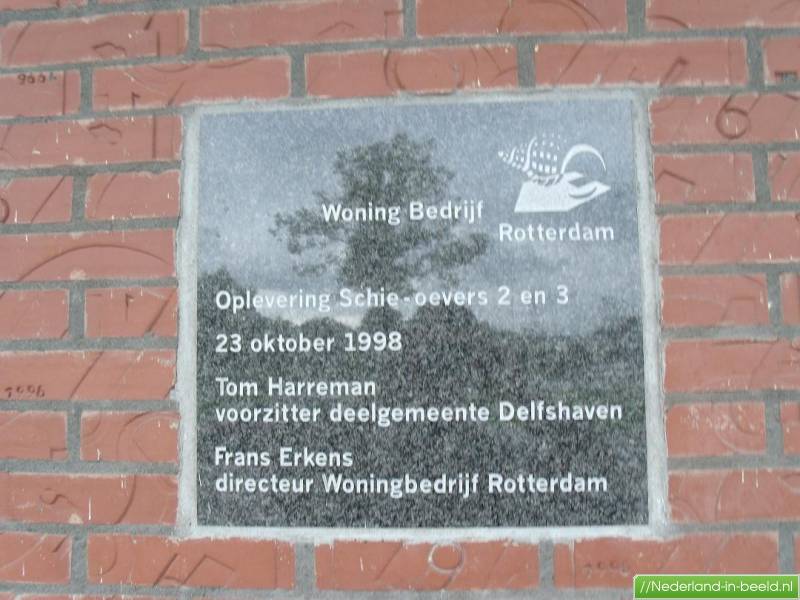 Woning Bedrijf
Rotterdam
Oplevering Schie-oevers 2 en 3
23 oktober 1998
Tom Harreman
voorzitter deelgemeente Delfshaven
Frans Erkens
directeur Woningbedrijf Rotterdam
//Nederland-in-beeld.nl